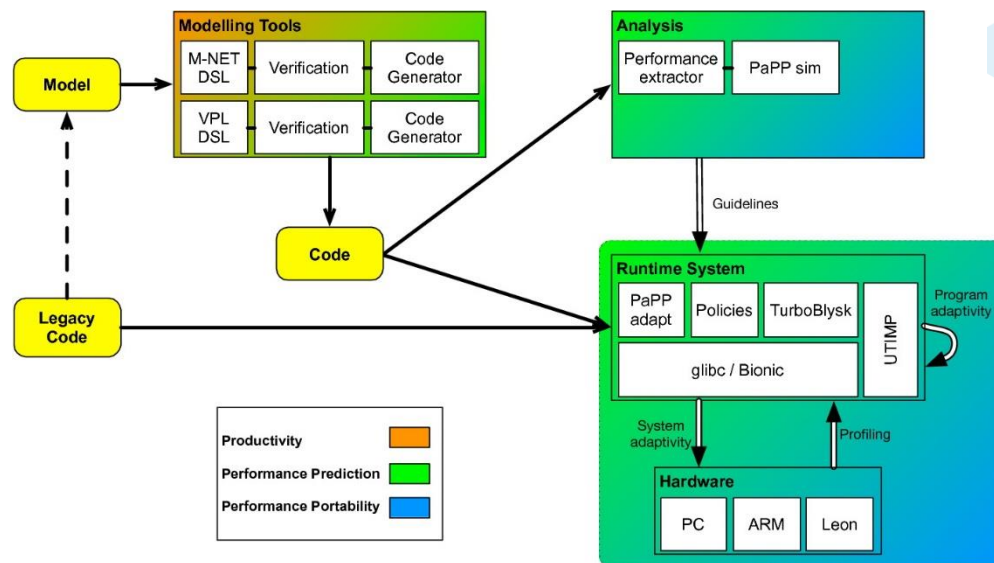 Modelling Tools
M-NET
DSL
Verification
Code
Generator
VPL
DSL
Verification
Code
Generator
Analysis
Performance
extractor
PaPP sim
Model
Code
Guidelines
Legacy
Code
Runtime System
PaPP
adapt
Policies
TurboBlysk
UTIMP
glibc / Bionic
Program
adaptivity
System
adaptivity
Profiling
Hardware
PC
ARM
Leon
Productivity
Performance Prediction
Performance Portability